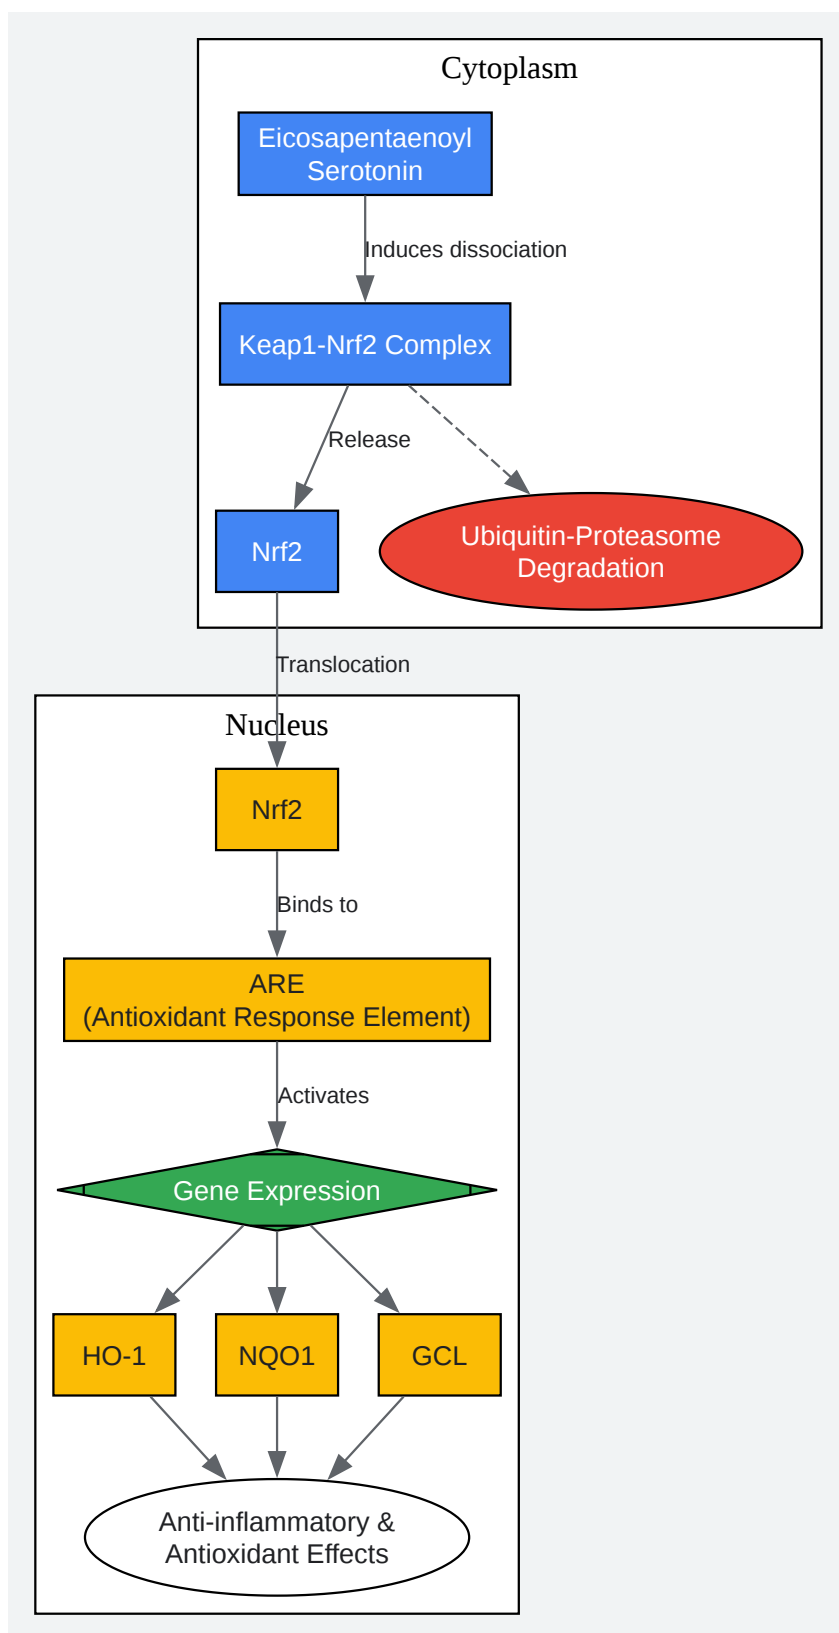 Cytoplasm
Eicosapentaenoyl
Serotonin
Induces dissociation
Keap1-Nrf2 Complex
Release
Nrf2
Ubiquitin-Proteasome
Degradation
Translocation
Nucleus
Nrf2
Binds to
ARE
(Antioxidant Response Element)
Activates
Gene Expression
HO-1
NQO1
GCL
Anti-inflammatory &
Antioxidant Effects